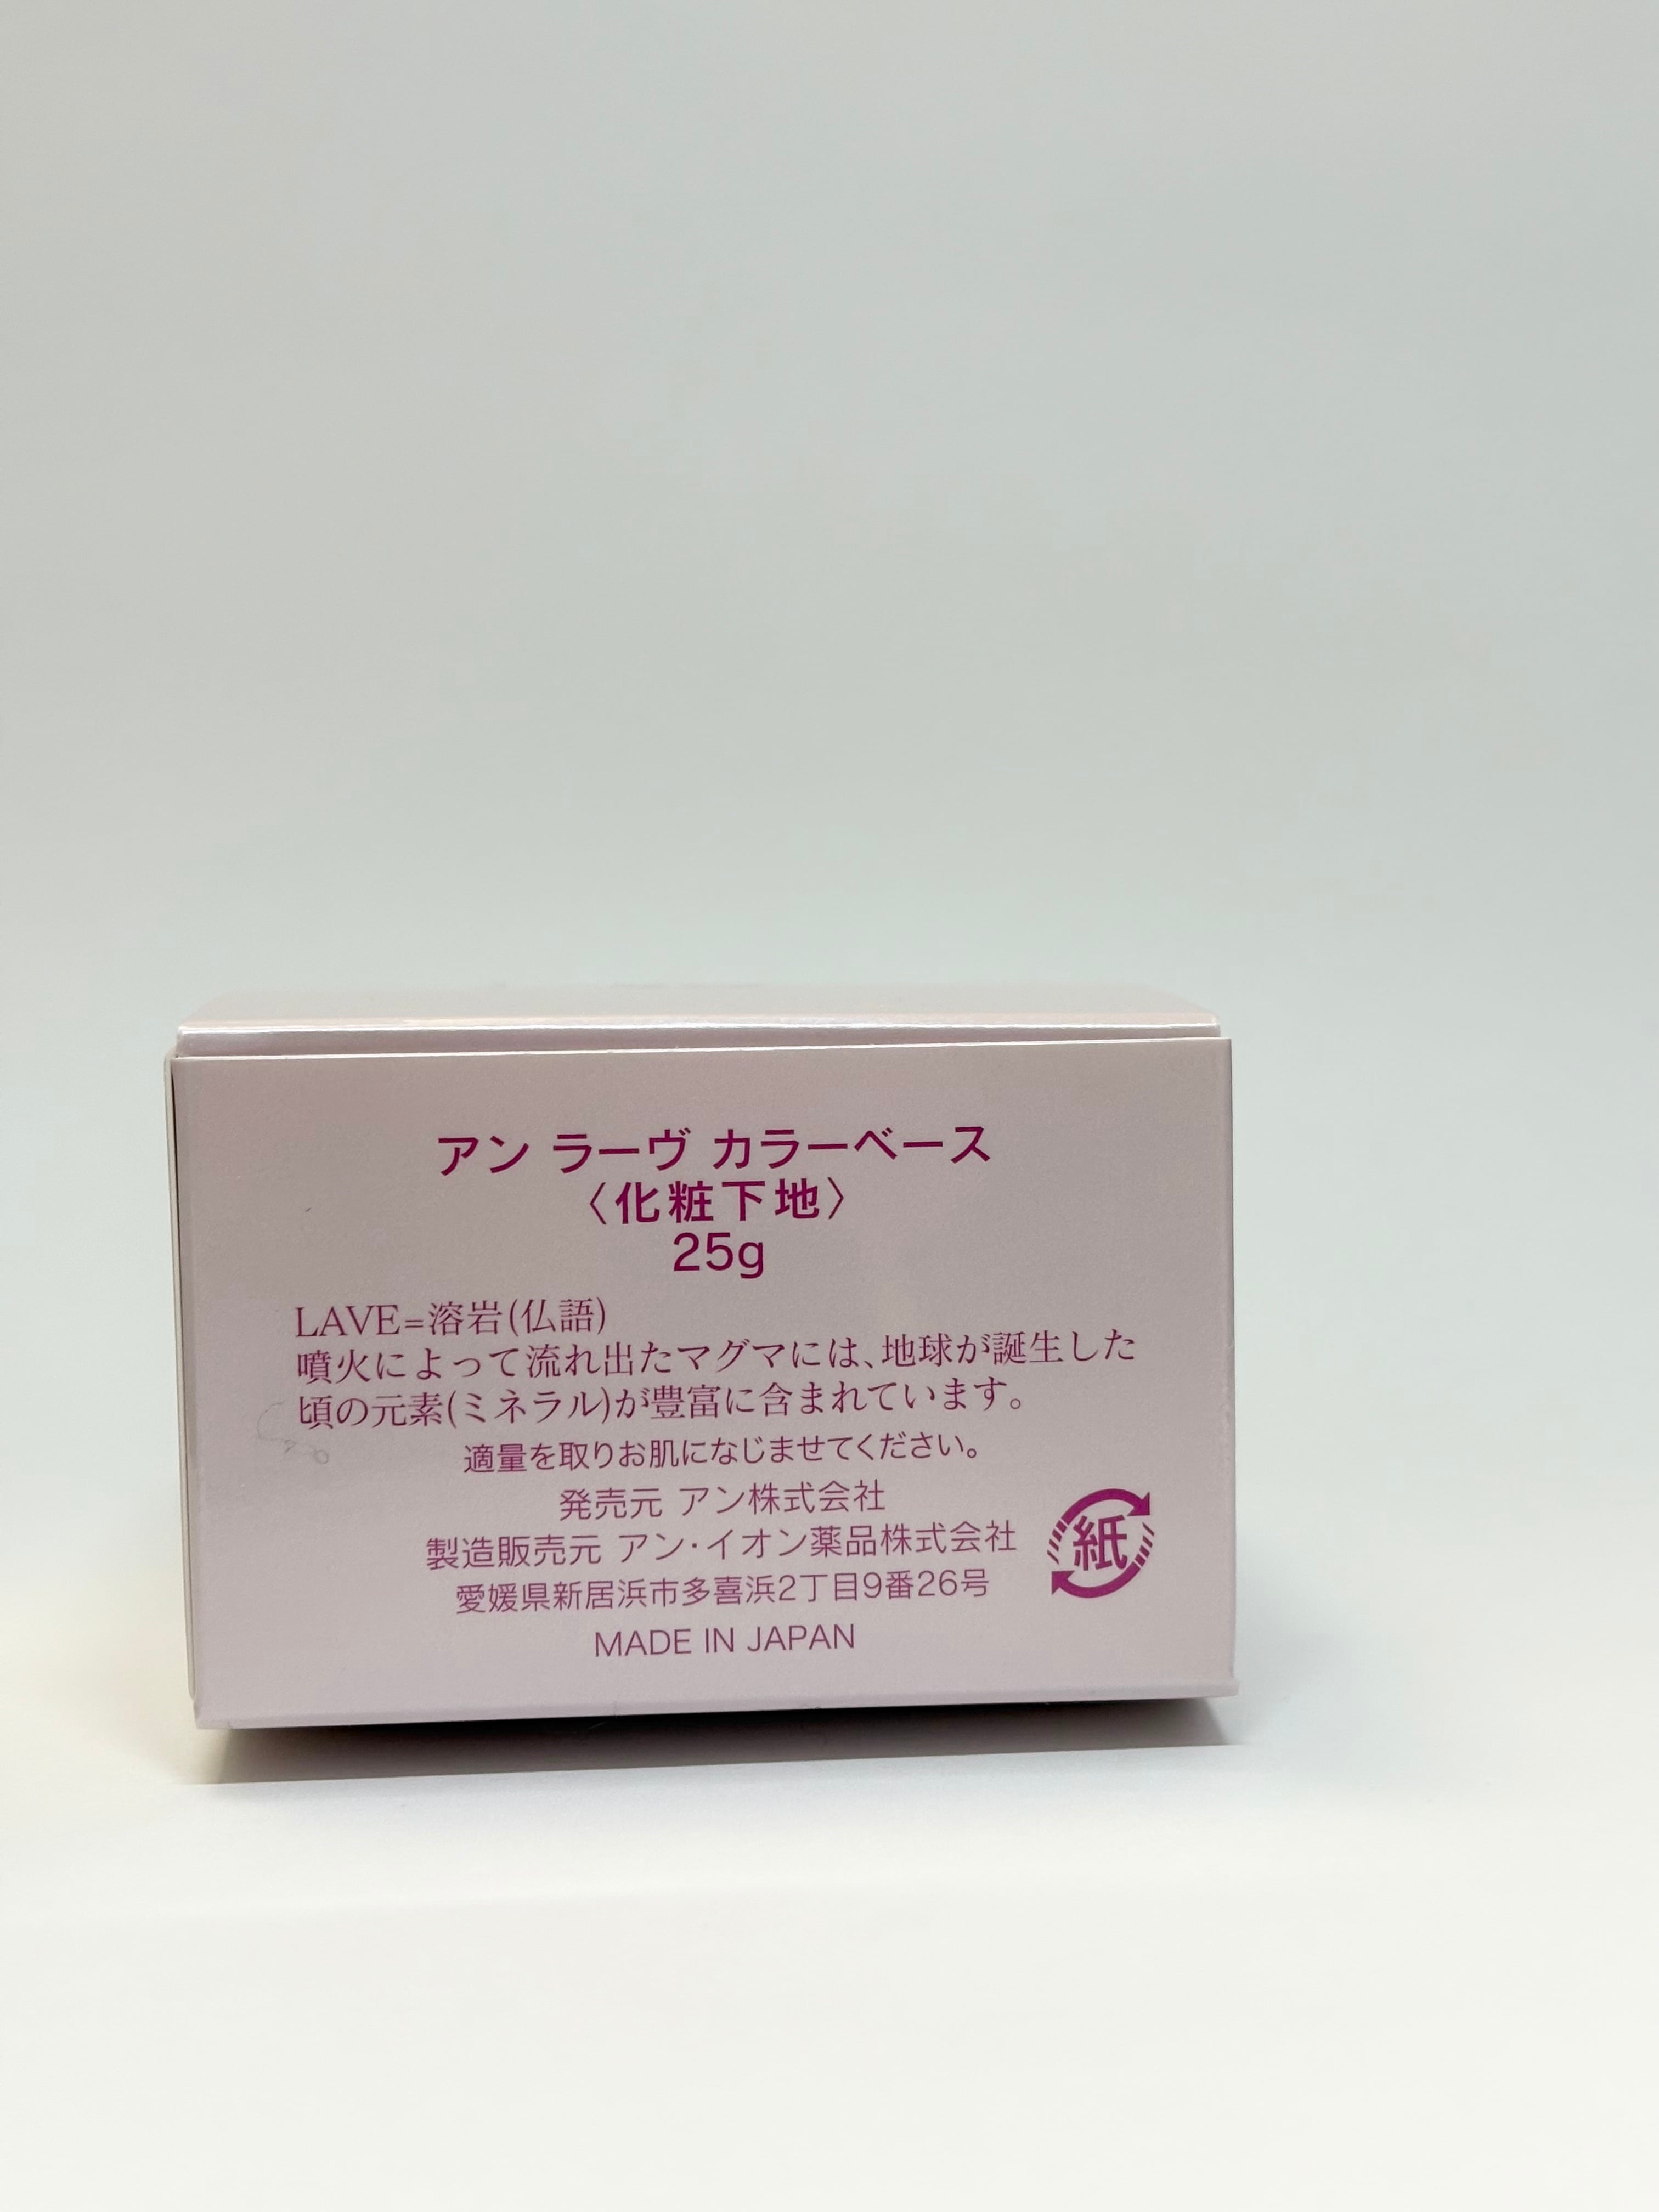 アン ラーヴ カラーベース
〈化粧下地〉
25g
LAVE=溶岩(仏語)
噴火によって流れ出たマグマには、地球が誕生した
頃の元素(ミネラル)が豊富に含まれています。
適量を取りお肌になじませてください。
発売元 アン株式会社
製造販売元 アン・イオン薬品株式会社
愛媛県新居浜市多喜浜2丁目9番26号
紙
MADE IN JAPAN